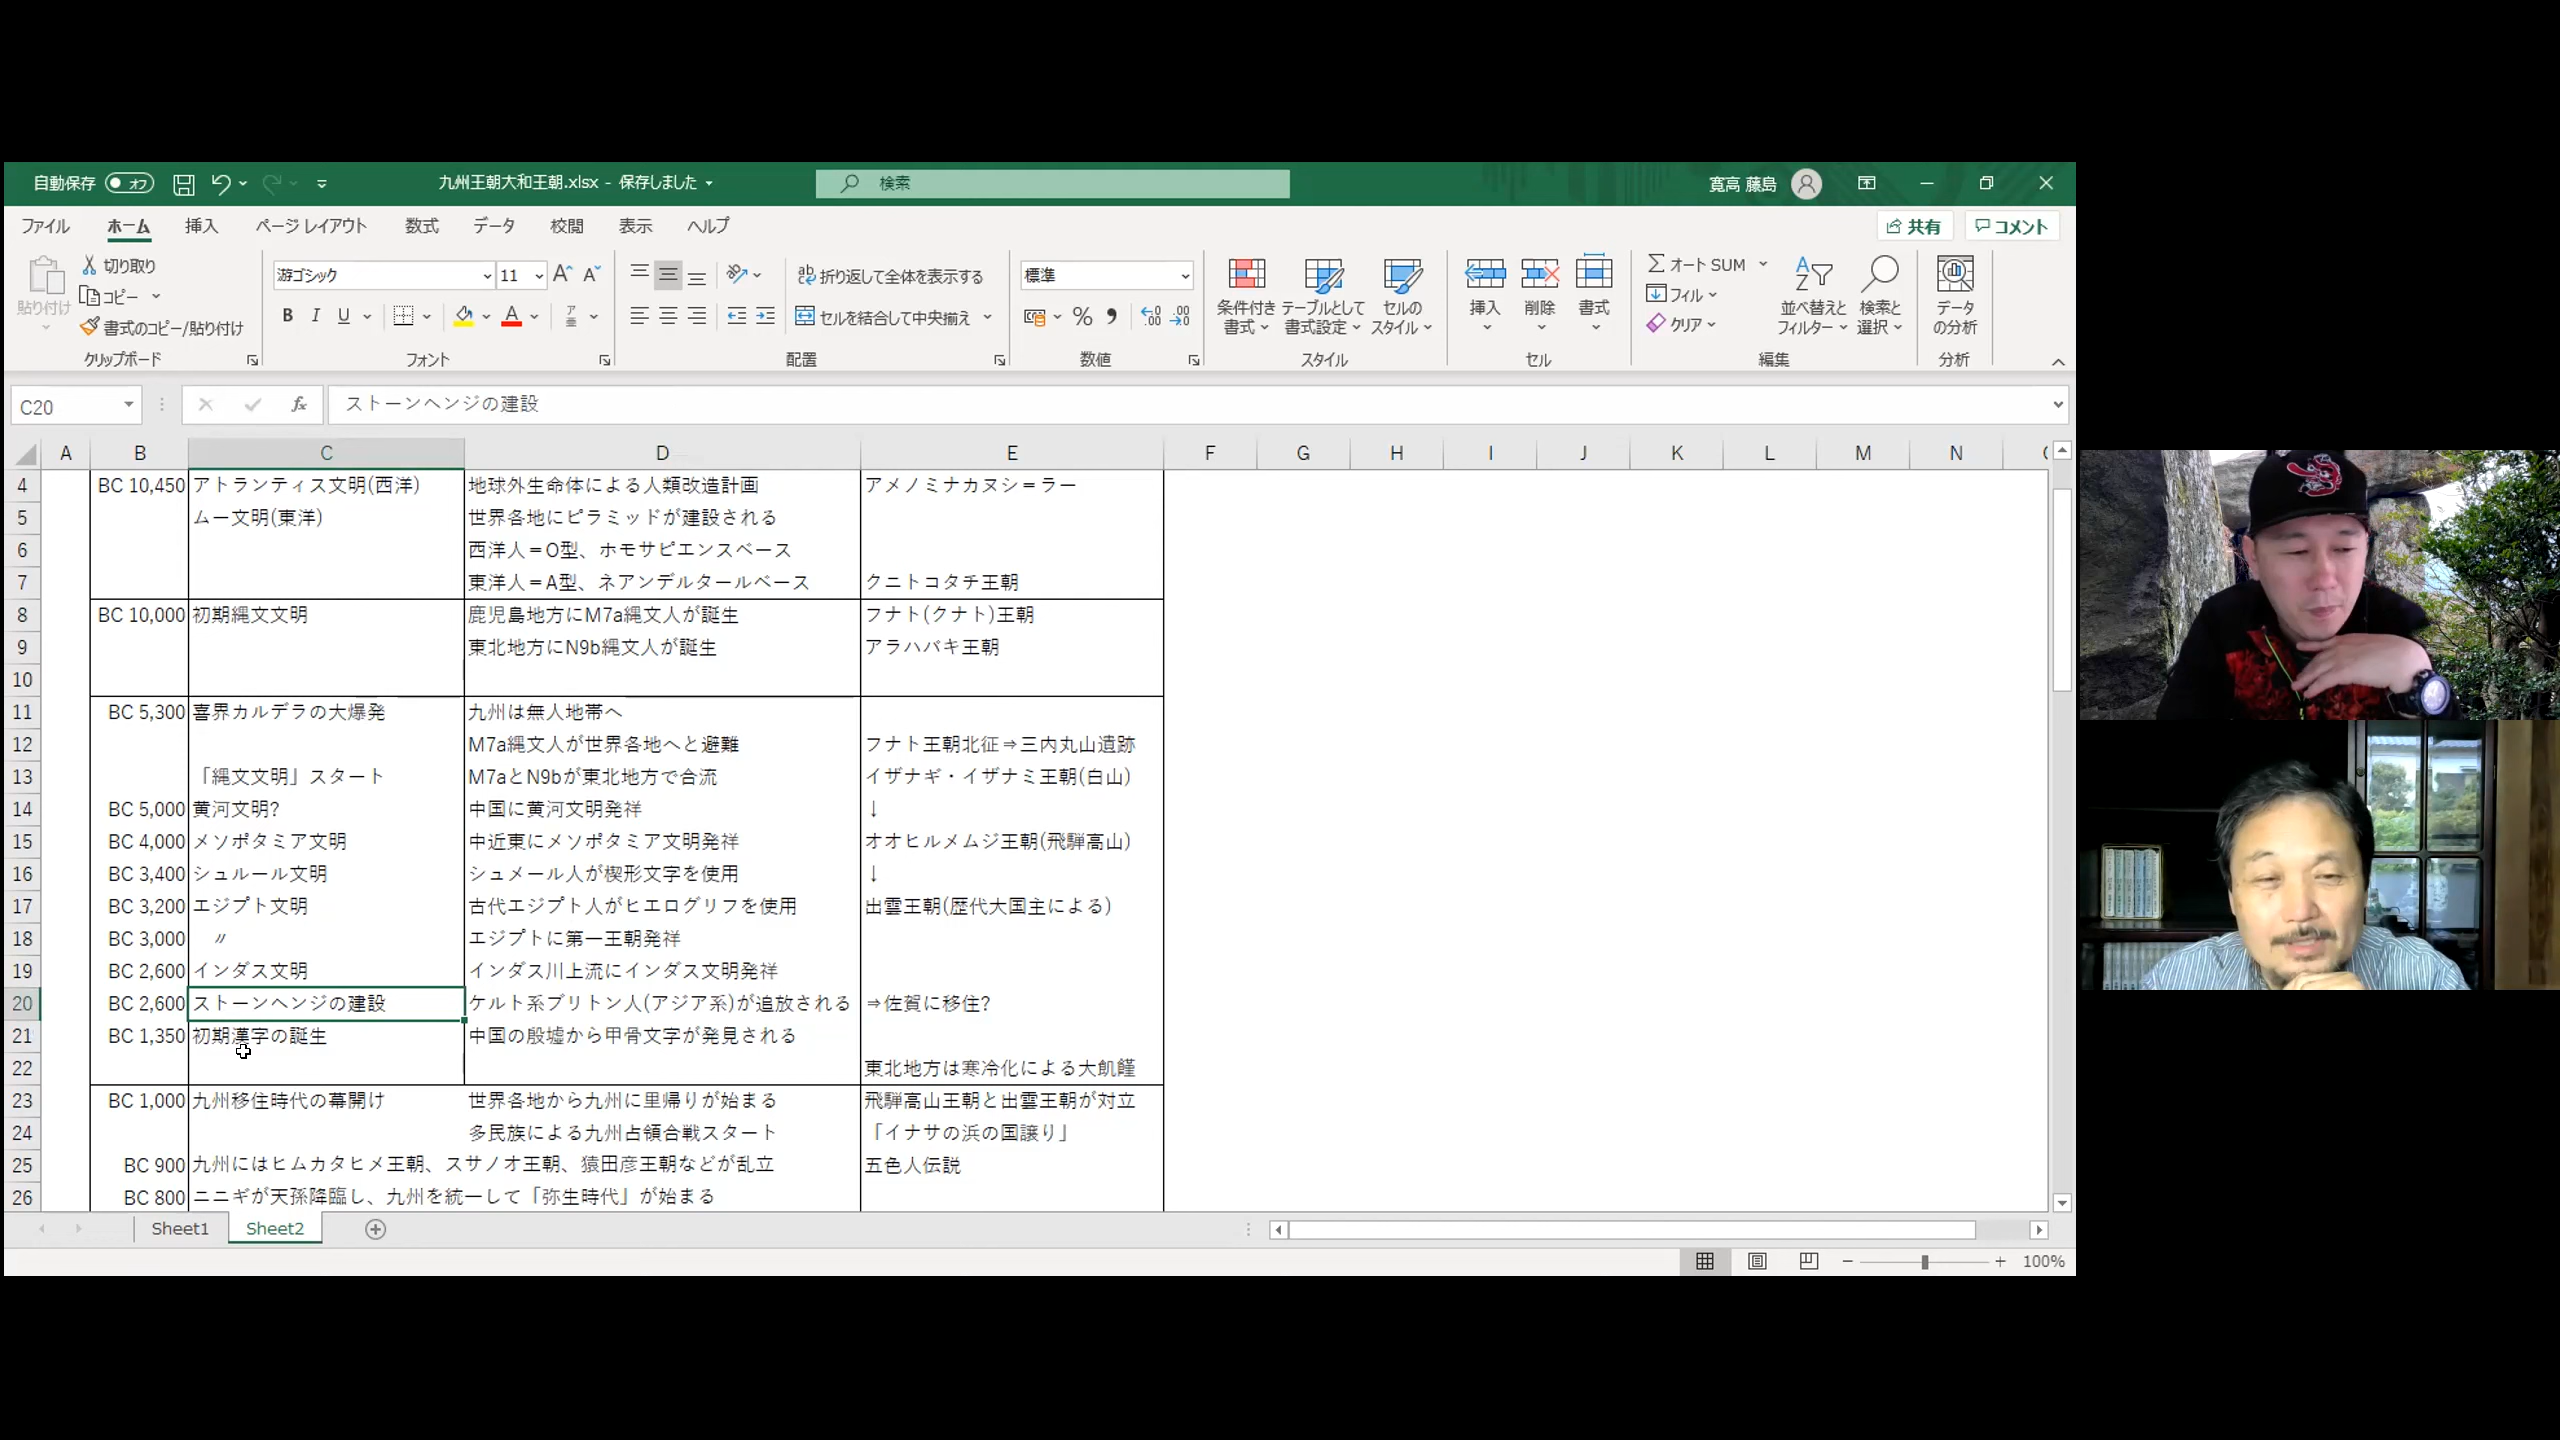 自動保存 オフ 九州王朝大和王朝.xlsx - 保存しました 検索 寛高 藤島
ファイル ホーム 挿入 ページ レイアウト 数式 データ 校閲 表示 ヘルプ 共有 コメント
貼り付け 切り取り コピー 書式のコピー/貼り付け
游ゴシック 11 A A
B I U A ア亜
ab 折り返して全体を表示する
セルを結合して中央揃え
標準
% 9 .00 .00
条件付き書式 テーブルとして書式設定 セルのスタイル
挿入 削除 書式
Σ オート SUM
フィル
クリア
並べ替えとフィルター 検索と選択 データの分析
クリップボード フォント 配置 数値 スタイル セル 編集 分析
C20 fx ストーンヘンジの建設
A B C D E F G H I J K L M N
4 BC 10,450 アトランティス文明(西洋) 地球外生命体による人類改造計画 アメノミナカヌシ＝ラー
5 ムー文明(東洋) 世界各地にピラミッドが建設される
6 西洋人＝O型、ホモサピエンスベース
7 東洋人＝A型、ネアンデルタールベース クニトコタチ王朝
8 BC 10,000 初期縄文文明 鹿児島地方にM7a縄文人が誕生 フナト(クナト)王朝
9 東北地方にN9b縄文人が誕生 アラハバキ王朝
10
11 BC 5,300 喜界カルデラの大爆発 九州は無人地帯へ
12 M7a縄文人が世界各地へと避難 フナト王朝北征⇒三内丸山遺跡
13 「縄文文明」スタート M7aとN9bが東北地方で合流 イザナギ・イザナミ王朝(白山)
14 BC 5,000 黄河文明? 中国に黄河文明発祥 ↓
15 BC 4,000 メソポタミア文明 中近東にメソポタミア文明発祥 オオヒルメムジ王朝(飛騨高山)
16 BC 3,400 シュルール文明 シュメール人が楔形文字を使用 ↓
17 BC 3,200 エジプト文明 古代エジプト人がヒエログリフを使用 出雲王朝(歴代大国主による)
18 BC 3,000 〃 エジプトに第一王朝発祥
19 BC 2,600 インダス文明 インダス川上流にインダス文明発祥
20 BC 2,600 ストーンヘンジの建設 ケルト系ブリトン人(アジア系)が追放される ⇒佐賀に移住?
21 BC 1,350 初期漢字の誕生 中国の殷墟から甲骨文字が発見される
22 東北地方は寒冷化による大飢饉
23 BC 1,000 九州移住時代の幕開け 世界各地から九州に里帰りが始まる 飛騨高山王朝と出雲王朝が対立
24 多民族による九州占領合戦スタート 「イナサの浜の国譲り」
25 BC 900 九州にはヒムカタヒメ王朝、スサノオ王朝、猿田彦王朝などが乱立 五色人伝説
26 BC 800 ニニギが天孫降臨し、九州を統一して「弥生時代」が始まる
Sheet1 Sheet2
100%